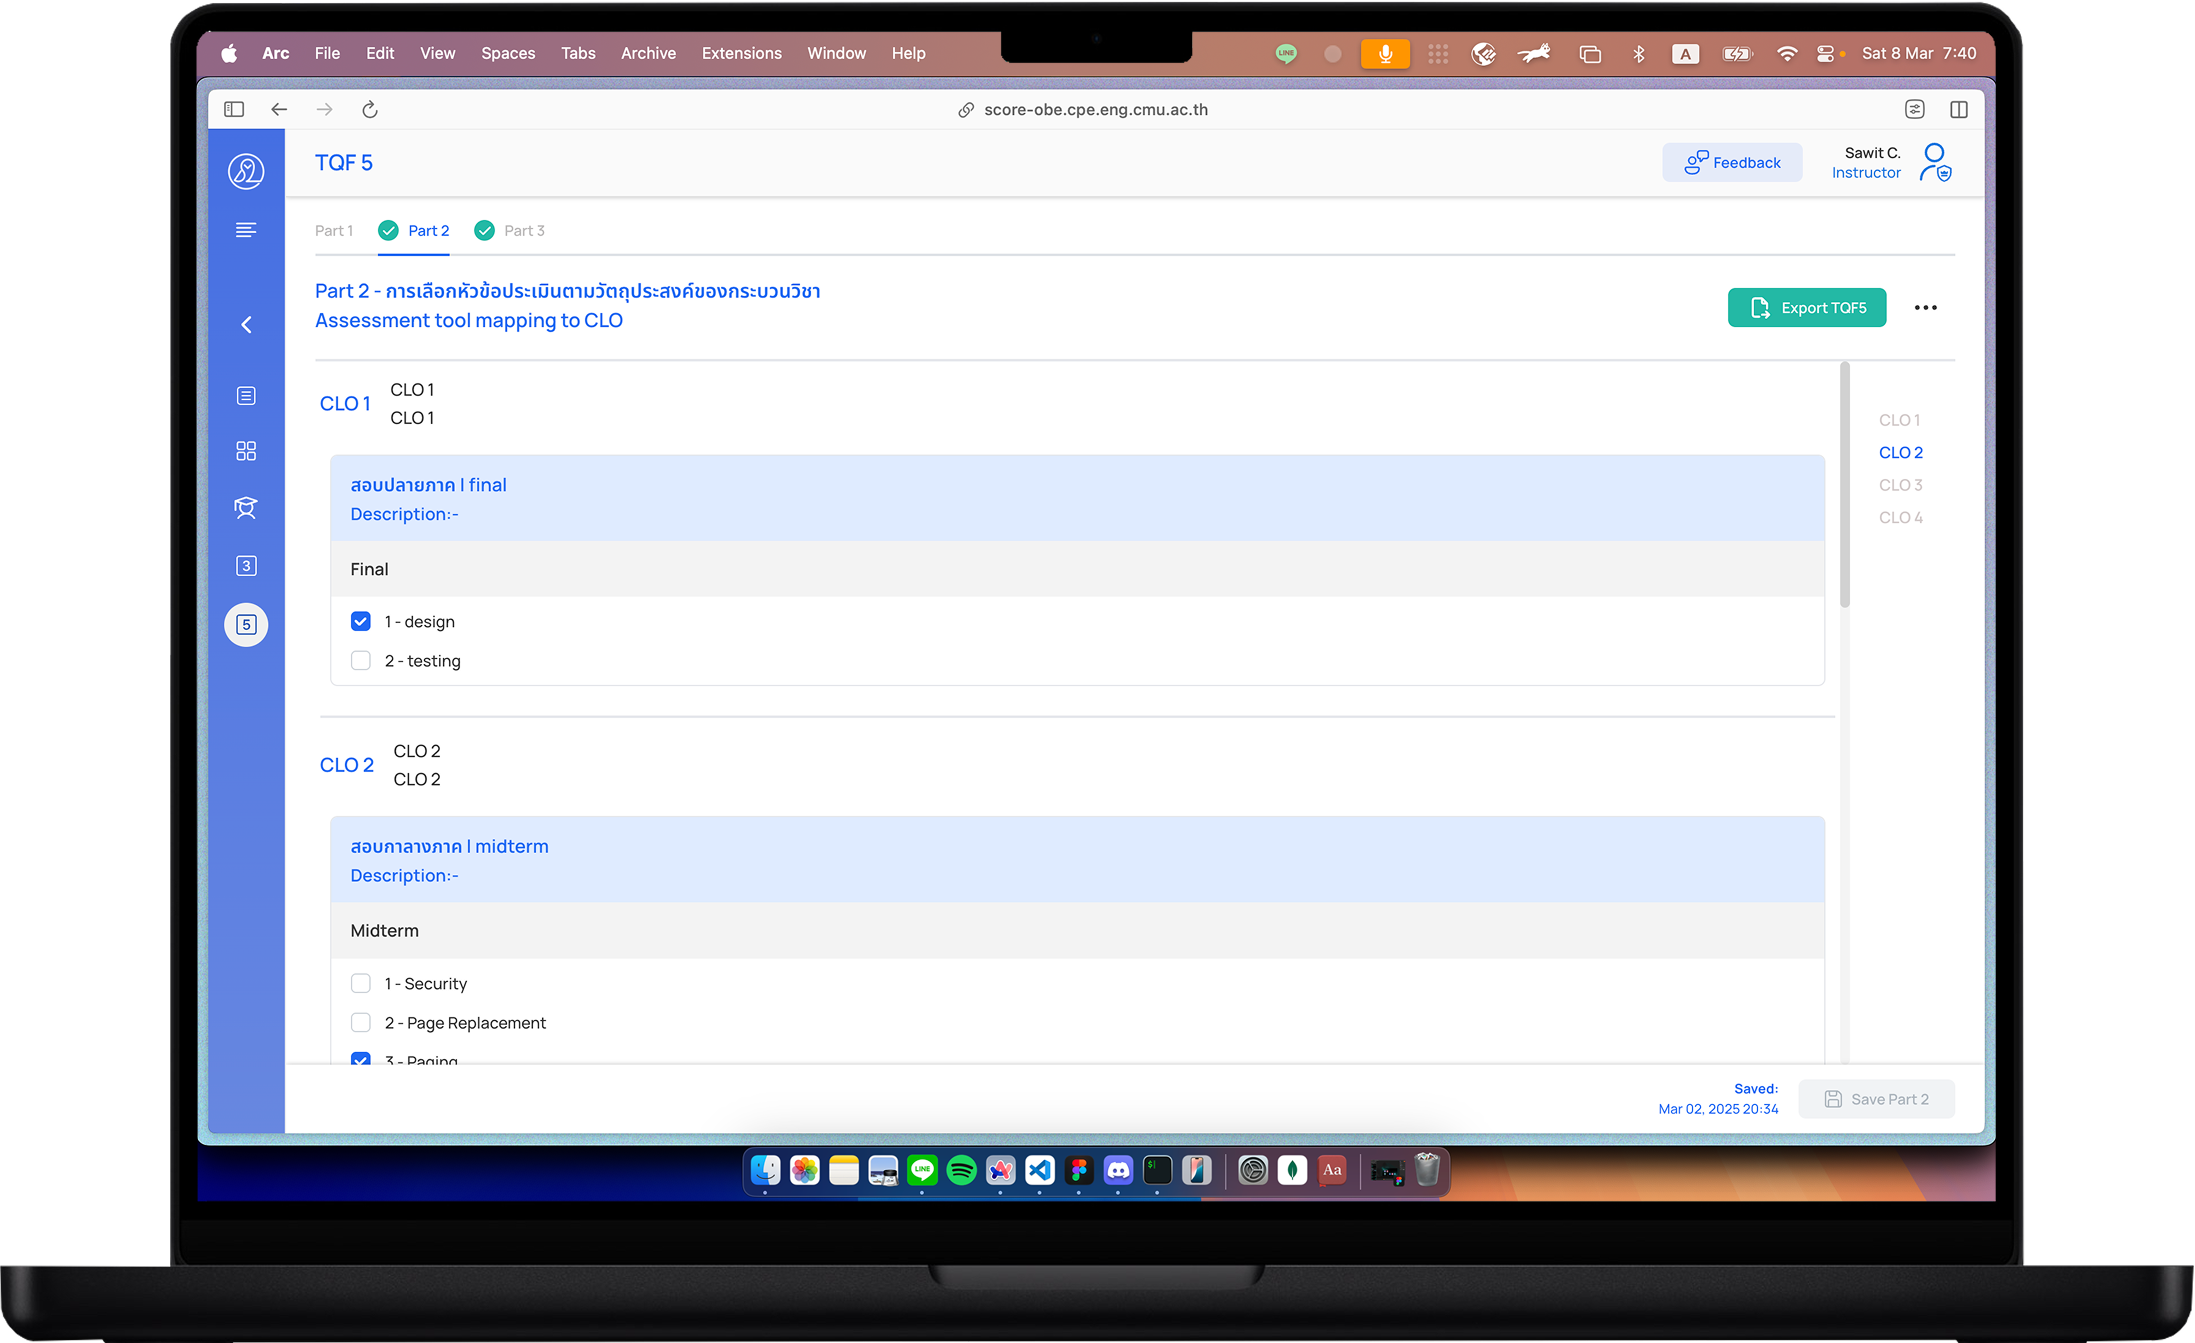 Arc File Edit View Spaces Tabs Archive Extensions Window Help LINE A Sat 8 Mar 7:40
score-obe.cpe.eng.cmu.ac.th
TQF 5
Feedback
Sawit C.
Instructor
Part 1 Part 2 Part 3
Part 2 - การเลือกหัวข้อประเมินตามวัตถุประสงค์ของกระบวนวิชา
Assessment tool mapping to CLO
Export TQF5
CLO 1
CLO 1
CLO 1
สอบปลายภาค | final
Description:-
Final
1 - design
2 - testing
CLO 2
CLO 2
CLO 2
สอบกาลางภาค | midterm
Description:-
Midterm
1 - Security
2 - Page Replacement
3 - Paging
CLO 1
CLO 2
CLO 3
CLO 4
3
5
Saved:
Mar 02, 2025 20:34
Save Part 2
LINE
$
Aa